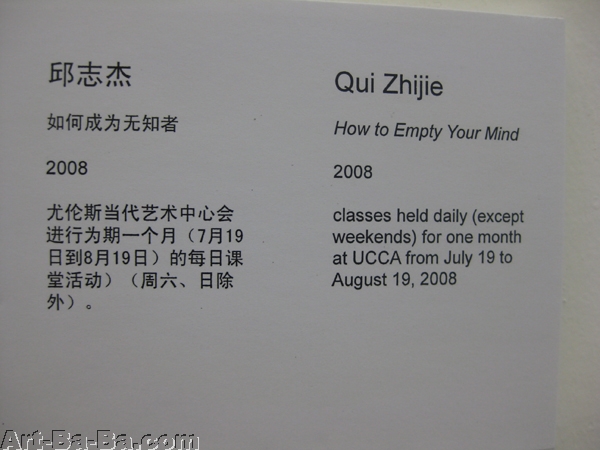 邱志杰
如何成为无知者
2008
尤伦斯当代艺术中心会
进行为期一个月（7月19
日到8月19日）的每日课
堂活动）（周六、日除
外）。
Qui Zhijie
How to Empty Your Mind
2008
classes held daily (except
weekends) for one month
at UCCA from July 19 to
August 19, 2008
Art-Ba-Ba.com